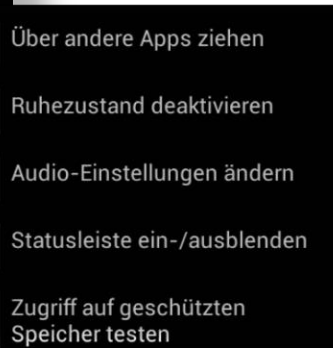 Über andere Apps ziehen
Ruhezustand deaktivieren
Audio-Einstellungen ändern
Statusleiste ein-/ausblenden
Zugriff auf geschützten
Speicher testen